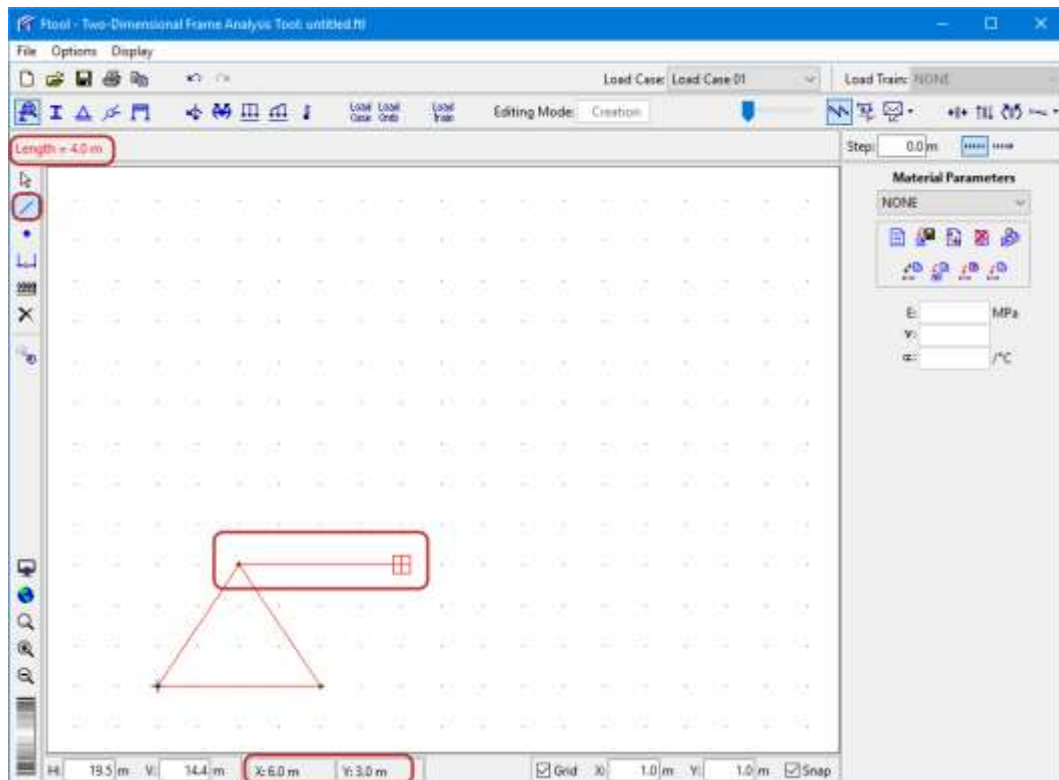 Ftool - Two-Dimensional Frame Analysis Tool: untitled.ftl
File Options Display
Load Case: Load Case 01 Load Train: NONE
Load Case Load Cmb Load Train Editing Mode: Creation
Length = 4.0 m Step: 0.0 m
Material Parameters
NONE
E: MPa
ν:
α: /°C
H: 19.5 m V: 14.4 m X: 6.0 m Y: 3.0 m Grid X: 1.0 m Y: 1.0 m Snap